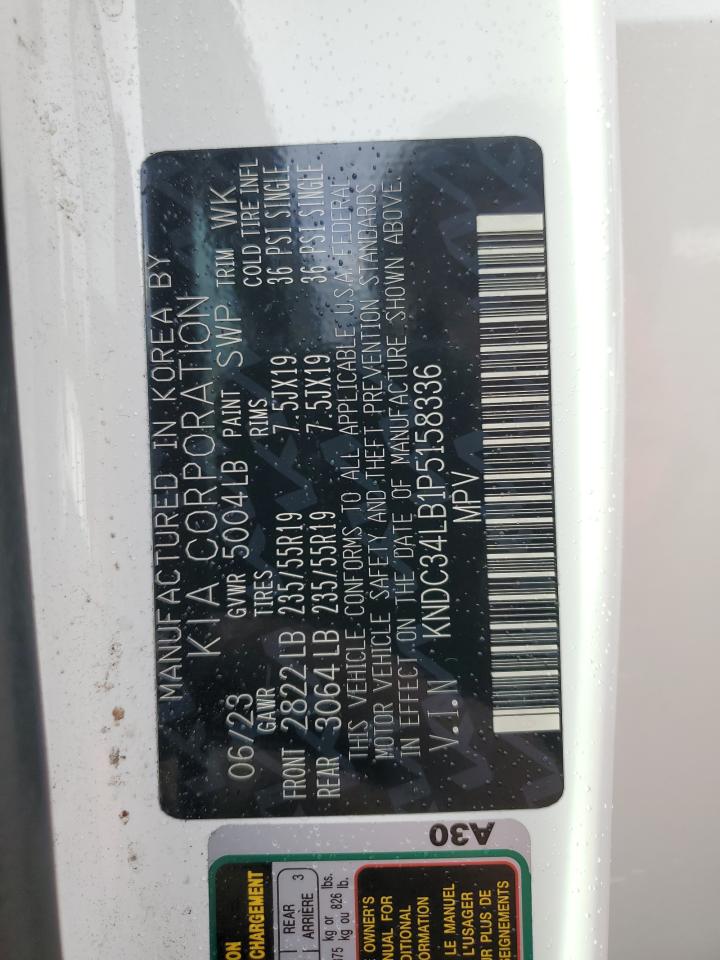 MANUFACTURED IN KOREA BY
KIA CORPORATION
06/23 GVWR 5004LB PAINT SWP TRIM WK
GAWR TIRES RIMS COLD TIRE INFL
FRONT 2822LB 235/55R19 7.5JX19 36 PSI SINGLE
REAR 3064LB 235/55R19 7.5JX19 36 PSI SINGLE
THIS VEHICLE CONFORMS TO ALL APPLICABLE U.S.A. FEDERAL
MOTOR VEHICLE SAFETY AND THEFT PREVENTION STANDARDS
IN EFFECT ON THE DATE OF MANUFACTURE SHOWN ABOVE.
V.I.N KNDC34LB1P5158336
MPV
A30
CHARGEMENT
REAR 3
ARRIÈRE
kg or lbs.
kg ou 826 lb.
OWNER'S
FOR
LE MANUEL
L'USAGER
PLUS DE